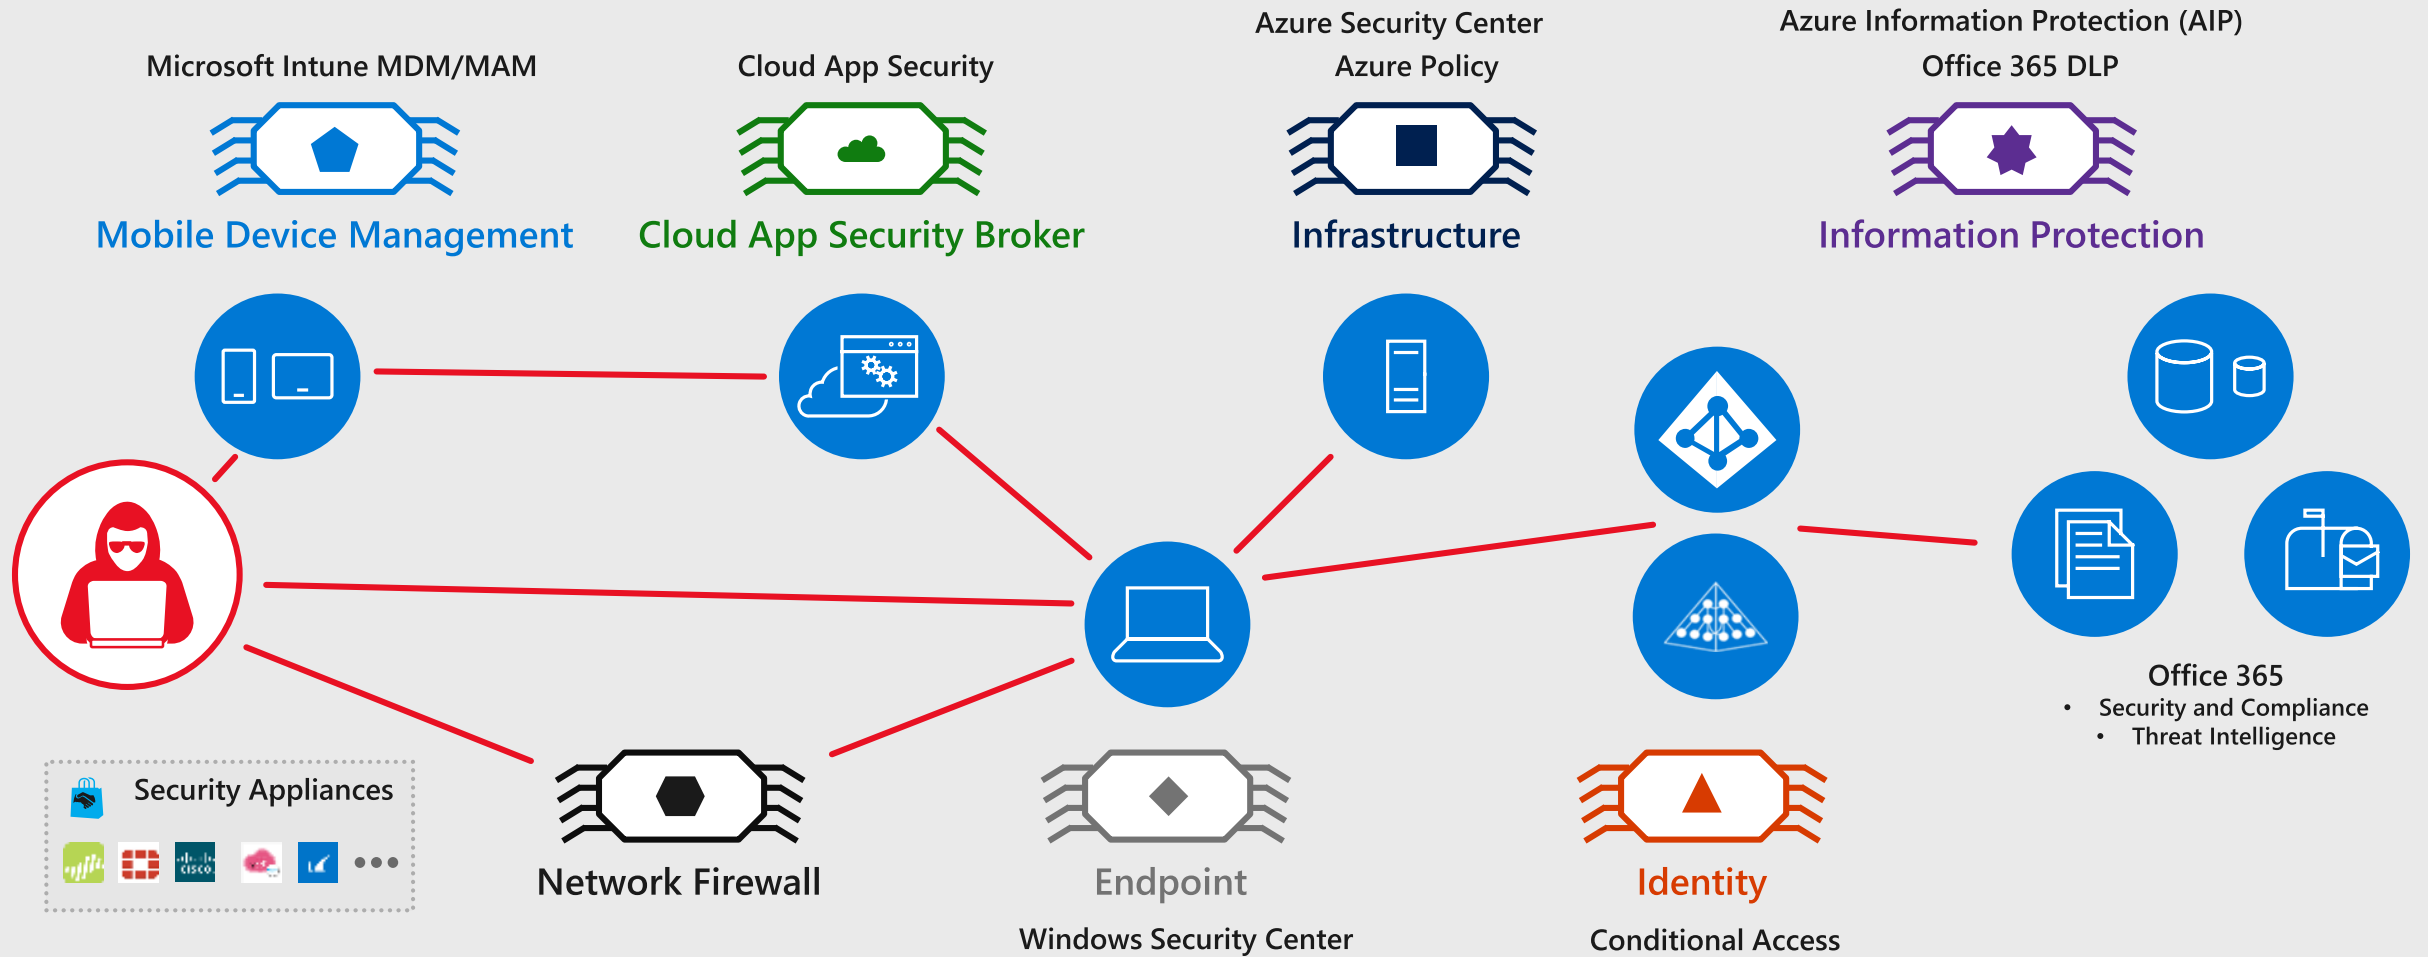 Azure Security Center
Azure Information Protection (AIP)
Microsoft Intune MDM/MAM
Cloud App Security
Azure Policy
Office 365 DLP
Mobile Device Management
Cloud App Security Broker
Infrastructure
Information Protection
Office 365
• Security and Compliance
• Threat Intelligence
Security Appliances
CISCO
Network Firewall
Endpoint
Identity
Windows Security Center
Conditional Access